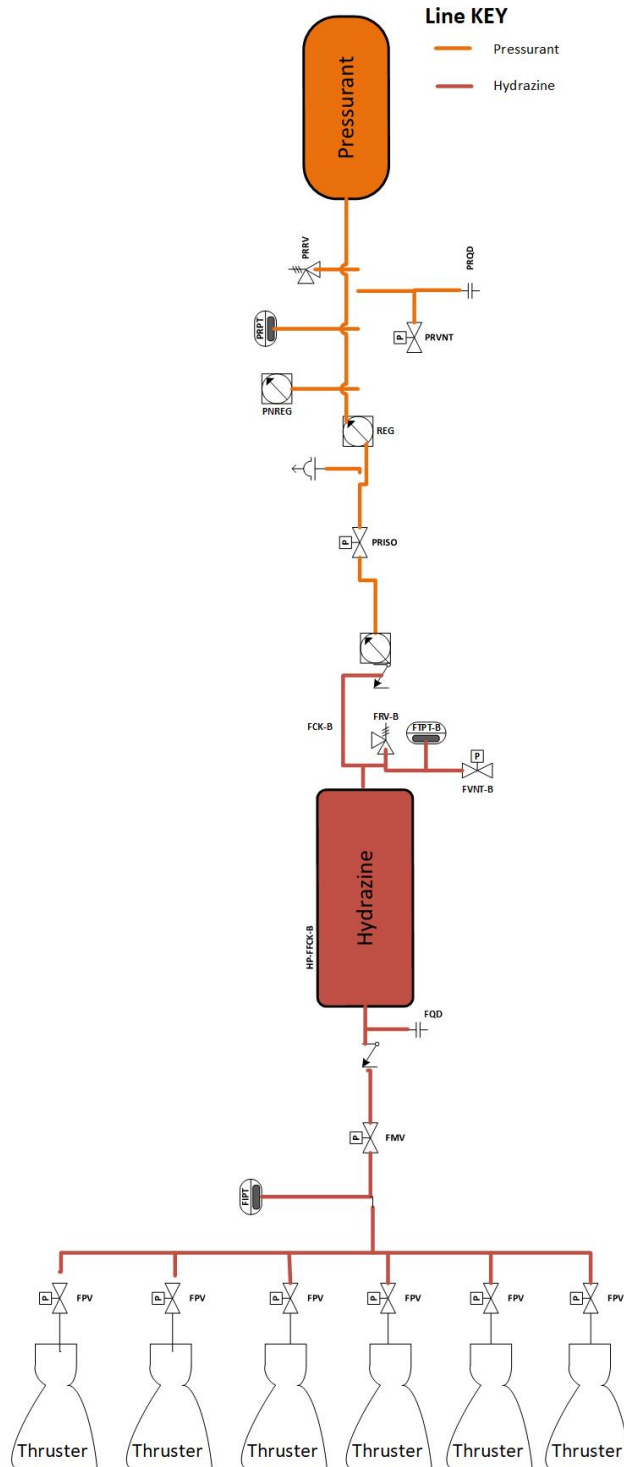 Line KEY
Pressurant
Hydrazine
Pressurant
PRRV
PRQD
PRPT
P
PRVNT
PNREG
REG
P
PRISO
FCK-B
FRV-B
FTPT-B
P
FVNT-B
Hydrazine
HP-FFCK-B
FQD
P
FMV
FIPT
P
FPV
P
FPV
P
FPV
P
FPV
P
FPV
P
FPV
Thruster
Thruster
Thruster
Thruster
Thruster
Thruster